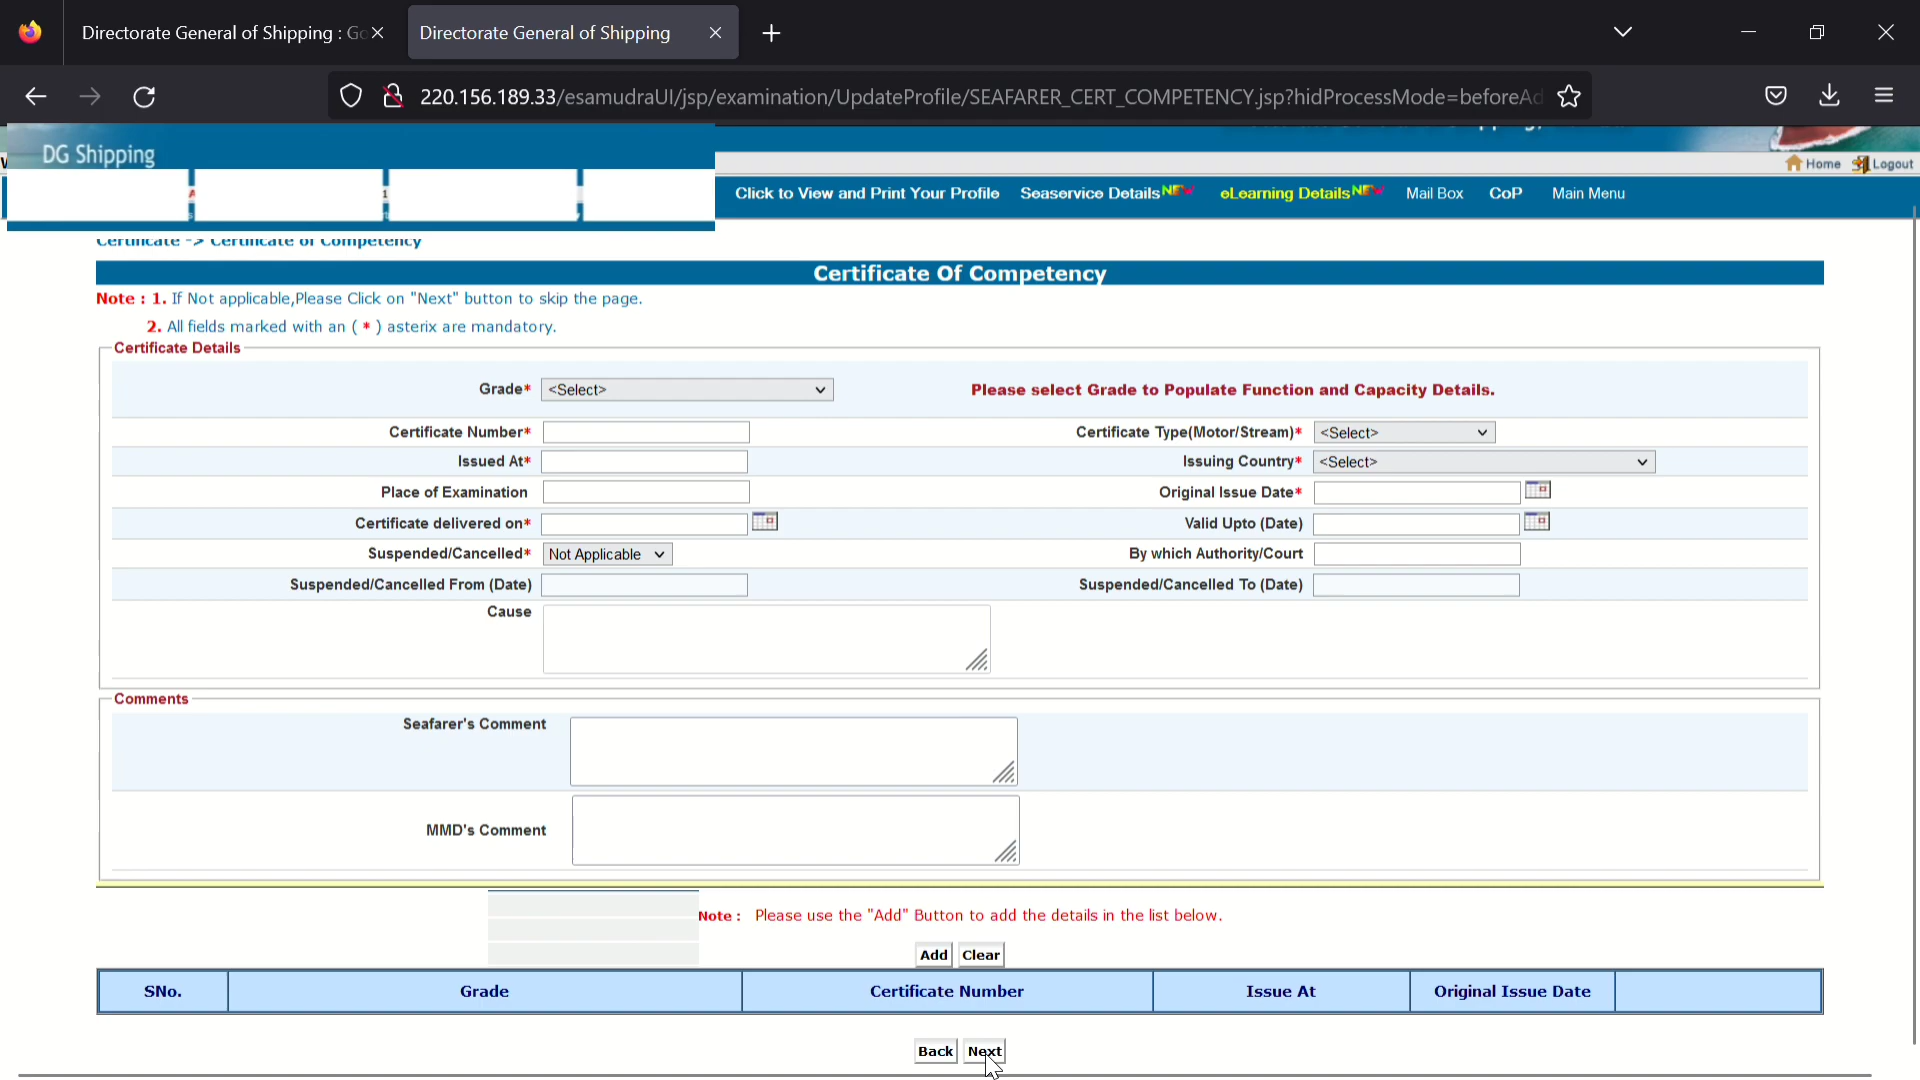 Directorate General of Shipping : Go
Directorate General of Shipping
220.156.189.33/esamudraUI/jsp/examination/UpdateProfile/SEAFARER_CERT_COMPETENCY.jsp?hidProcessMode=beforeAd
DG Shipping
Home Logout
Click to View and Print Your Profile Seaservice Details NEW eLearning Details NEW Mail Box CoP Main Menu
Certificate -> Certificate of Competency
Certificate Of Competency
Note : 1. If Not applicable,Please Click on "Next" button to skip the page.
2. All fields marked with an ( * ) asterix are mandatory.
Certificate Details
Grade* <Select> Please select Grade to Populate Function and Capacity Details.
Certificate Number* Certificate Type(Motor/Stream)* <Select>
Issued At* Issuing Country* <Select>
Place of Examination Original Issue Date*
Certificate delivered on* Valid Upto (Date)
Suspended/Cancelled* Not Applicable By which Authority/Court
Suspended/Cancelled From (Date) Suspended/Cancelled To (Date)
Cause
Comments
Seafarer's Comment
MMD's Comment
Note : Please use the "Add" Button to add the details in the list below.
Add Clear
SNo. Grade Certificate Number Issue At Original Issue Date
Back Next